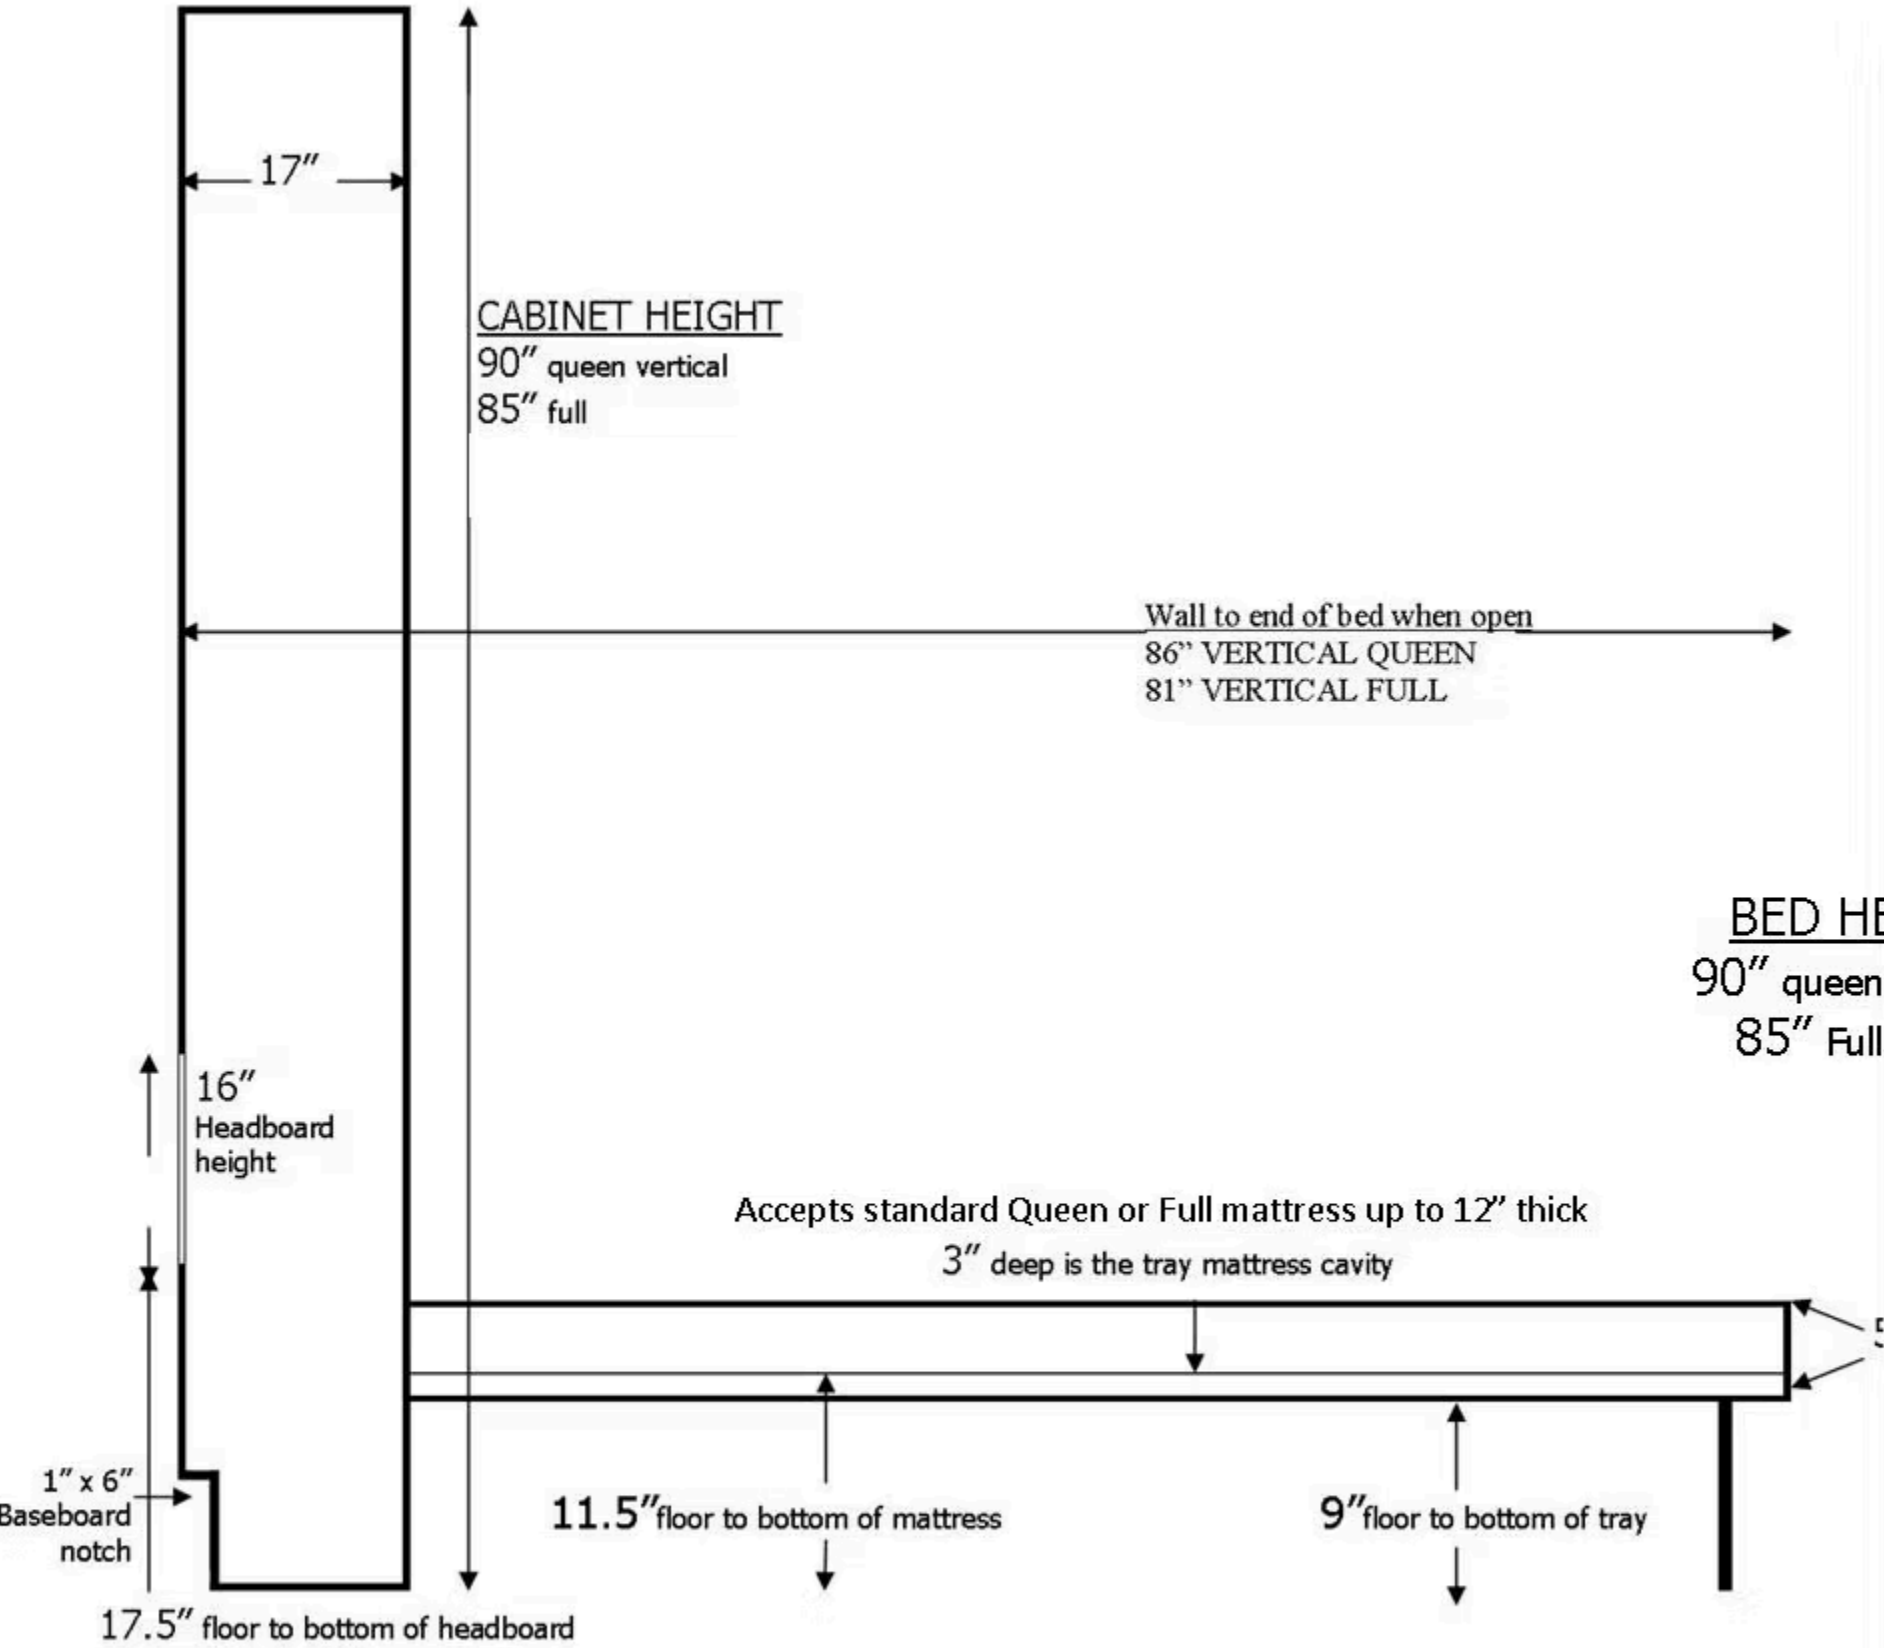 17”
CABINET HEIGHT
90” queen vertical
85” full
Wall to end of bed when open
86” VERTICAL QUEEN
81” VERTICAL FULL
BED
90” queen
85” Full
16”
Headboard
height
Accepts standard Queen or Full mattress up to 12” thick
3” deep is the tray mattress cavity
1” x 6”
Baseboard
notch
11.5”floor to bottom of mattress
9”floor to bottom of tray
17.5” floor to bottom of headboard